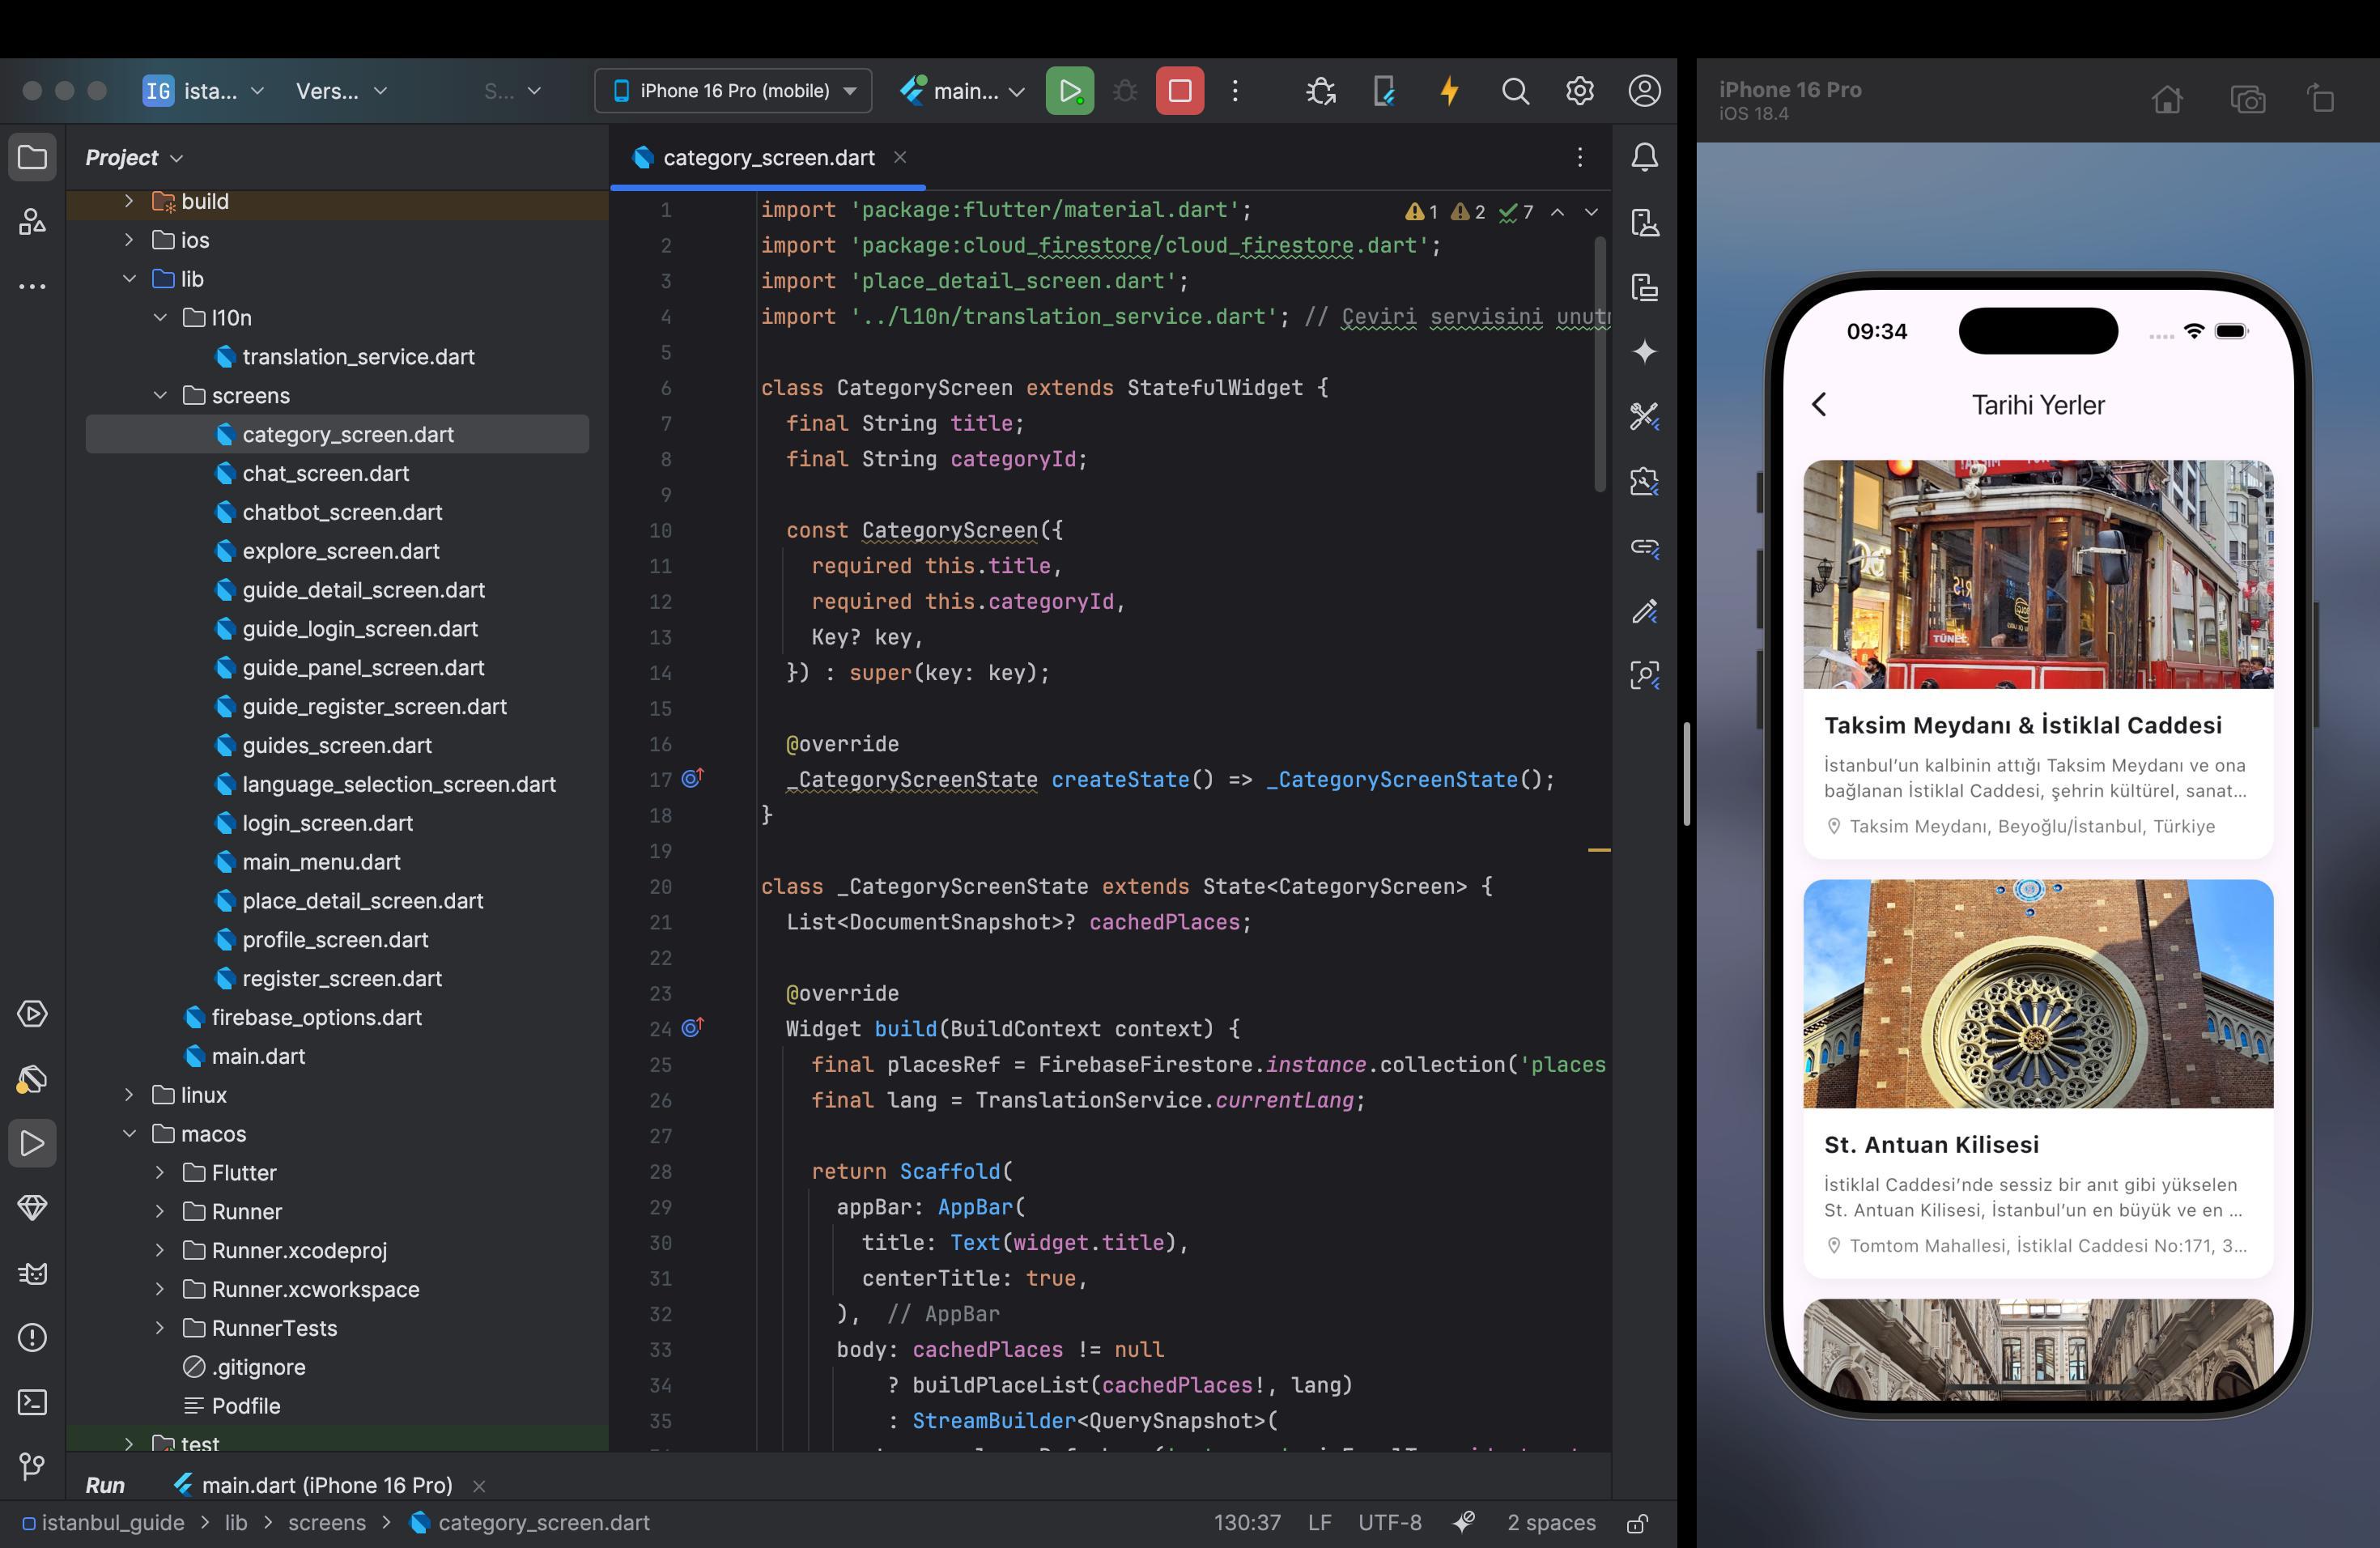 IG ista...
Vers...
S...
iPhone 16 Pro (mobile)
main...
Project
build
ios
lib
l10n
translation_service.dart
screens
category_screen.dart
chat_screen.dart
chatbot_screen.dart
explore_screen.dart
guide_detail_screen.dart
guide_login_screen.dart
guide_panel_screen.dart
guide_register_screen.dart
guides_screen.dart
language_selection_screen.dart
login_screen.dart
main_menu.dart
place_detail_screen.dart
profile_screen.dart
register_screen.dart
firebase_options.dart
main.dart
linux
macos
Flutter
Runner
Runner.xcodeproj
Runner.xcworkspace
RunnerTests
.gitignore
Podfile
test
category_screen.dart
1 2 7
1 import 'package:flutter/material.dart';
2 import 'package:cloud_firestore/cloud_firestore.dart';
3 import 'place_detail_screen.dart';
4 import '../l10n/translation_service.dart'; // Çeviri servisini
5
6 class CategoryScreen extends StatefulWidget {
7 final String title;
8 final String categoryId;
9
10 const CategoryScreen({
11 required this.title,
12 required this.categoryId,
13 Key? key,
14 }) : super(key: key);
15
16 @override
17 _CategoryScreenState createState() => _CategoryScreenState();
18 }
19
20 class _CategoryScreenState extends State<CategoryScreen> {
21 List<DocumentSnapshot>? cachedPlaces;
22
23 @override
24 Widget build(BuildContext context) {
25 final placesRef = FirebaseFirestore.instance.collection('places
26 final lang = TranslationService.currentLang;
27
28 return Scaffold(
29 appBar: AppBar(
30 title: Text(widget.title),
31 centerTitle: true,
32 ), // AppBar
33 body: cachedPlaces != null
34 ? buildPlaceList(cachedPlaces!, lang)
35 : StreamBuilder<QuerySnapshot>(
Run main.dart (iPhone 16 Pro)
istanbul_guide > lib > screens > category_screen.dart
130:37 LF UTF-8 2 spaces
iPhone 16 Pro
iOS 18.4
09:34
Tarihi Yerler
TÜNEL
Taksim Meydanı & İstiklal Caddesi
İstanbul'un kalbinin attığı Taksim Meydanı ve ona
bağlanan İstiklal Caddesi, şehrin kültürel, sanat...
Taksim Meydanı, Beyoğlu/İstanbul, Türkiye
St. Antuan Kilisesi
İstiklal Caddesi'nde sessiz bir anıt gibi yükselen
St. Antuan Kilisesi, İstanbul'un en büyük ve en ...
Tomtom Mahallesi, İstiklal Caddesi No:171, 3...